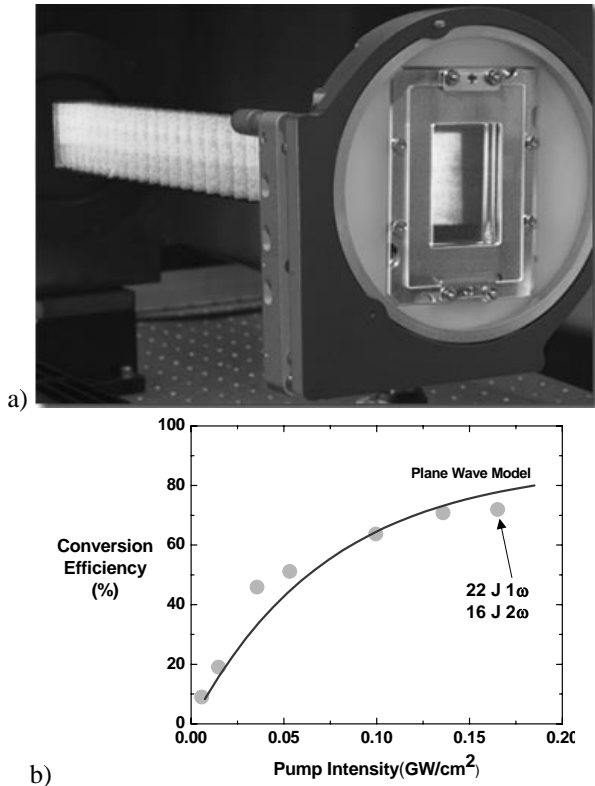 a)
100
80
60
40
20
0
Conversion
Efficiency
(%)
Plane Wave Model
22 J 1ω
16 J 2ω
0.00 0.05 0.10 0.15 0.20
Pump Intensity(GW/cm²)
b)